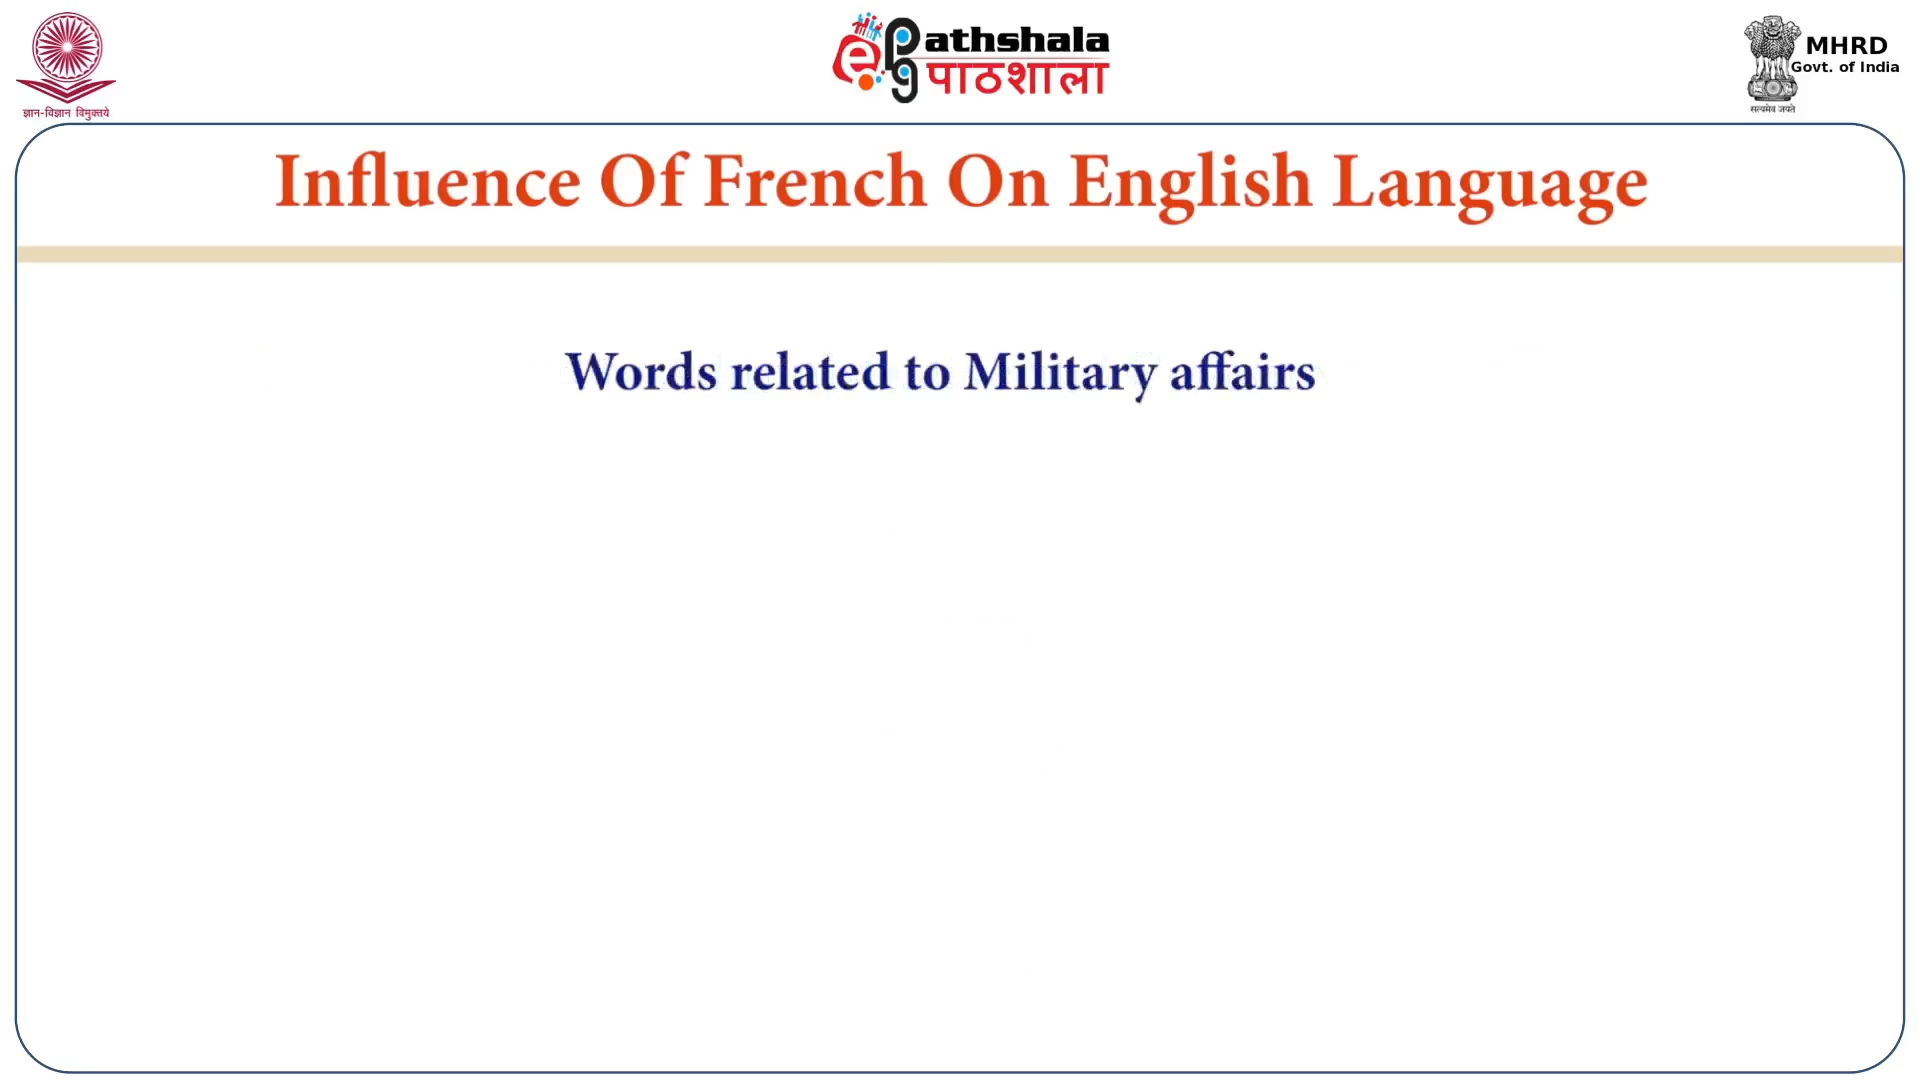 ज्ञान-विज्ञान विमुक्तये
ePathshala
पाठशाला
MHRD
Govt. of India
सत्यमेव जयते
Influence Of French On English Language
Words related to Military affairs